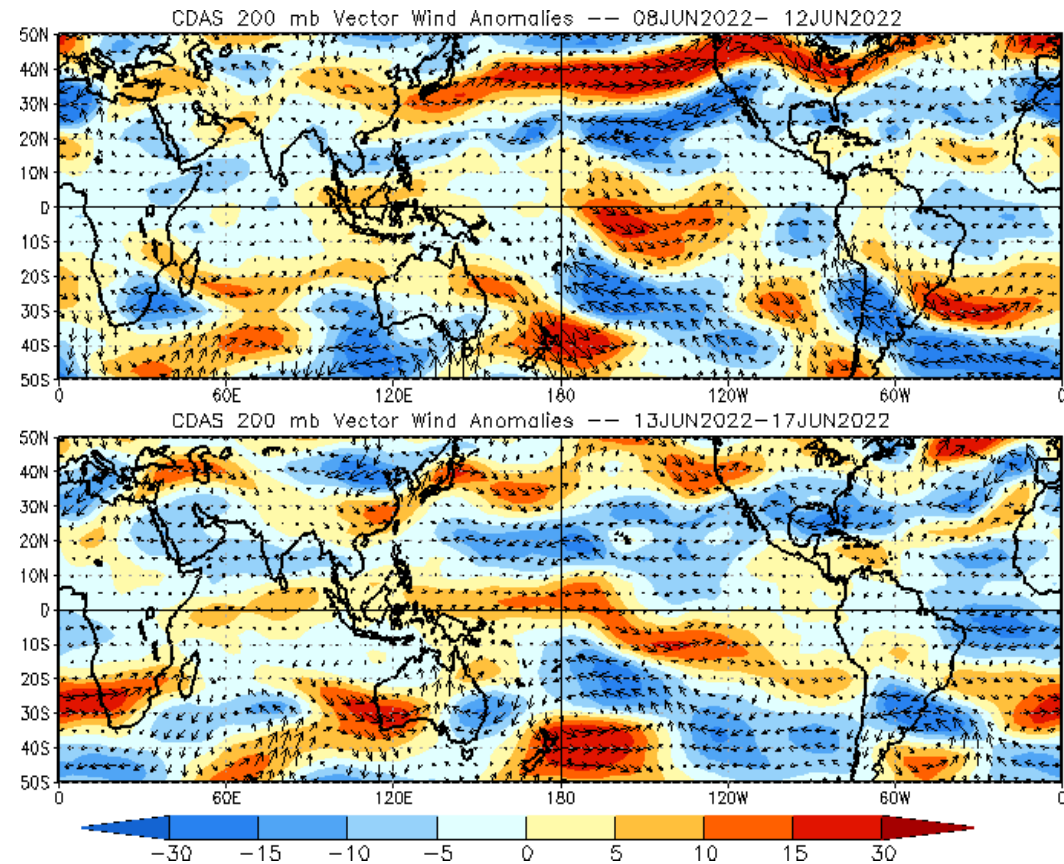 CDAS 200 mb Vector Wind Anomalies -- 08JUN2022- 12JUN2022
50N
40N
30N
20N
10N
0
10S
20S
30S
40S
50S
0 60E 120E 180 120W 60W 0
CDAS 200 mb Vector Wind Anomalies -- 13JUN2022-17JUN2022
50N
40N
30N
20N
10N
0
10S
20S
30S
40S
50S
0 60E 120E 180 120W 60W 0
-30 -15 -10 -5 0 5 10 15 30